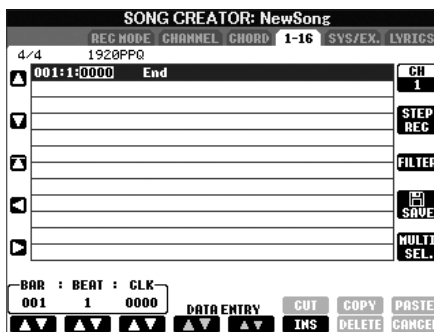 SONG CREATOR: NewSong
REC MODE CHANNEL CHORD 1-16 SYS/EX. LYRICS
4/4 1920PPQ
001:1:0000 End
CH
1
STEP
REC
FILTER
SAVE
MULTI
SEL.
BAR : BEAT : CLK
001 1 0000
DATA ENTRY
CUT COPY PASTE
INS DELETE CANCEL